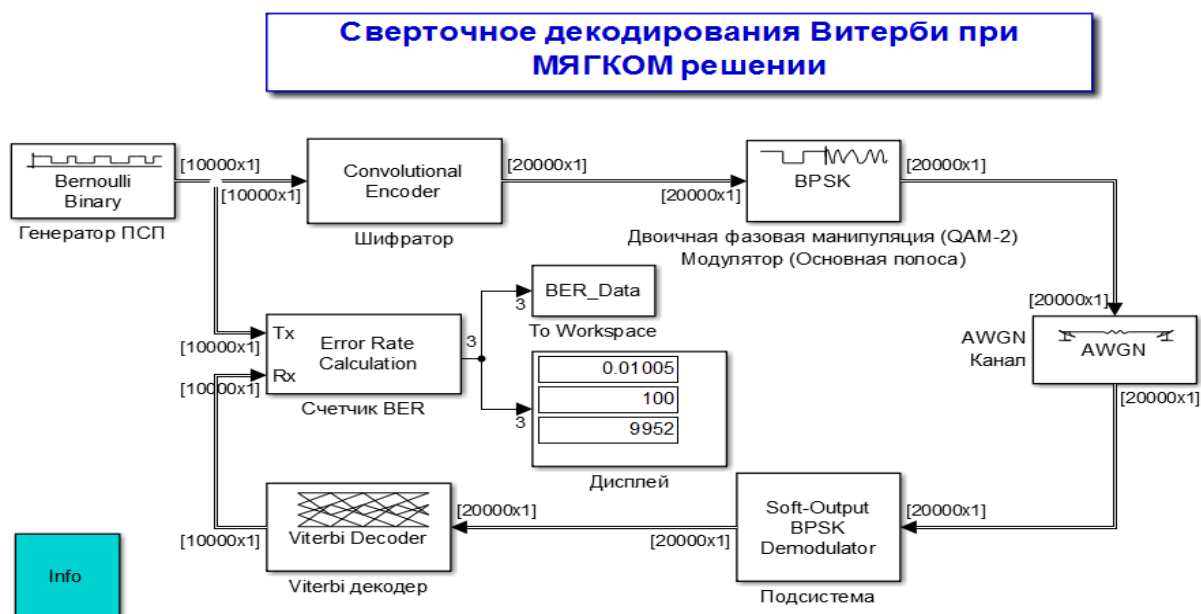 Сверточное декодирования Витерби при
МЯГКОМ решении
Bernoulli
Binary
Генератор ПСП
[10000x1]
[10000x1]
Convolutional
Encoder
Шифратор
[20000x1]
[20000x1]
BPSK
Двоичная фазовая манипуляция (QAM-2)
Модулятор (Основная полоса)
[20000x1]
[20000x1]
AWGN
Канал
AWGN
[20000x1]
Tx
Rx
[10000x1]
[10000x1]
Error Rate
Calculation
Счетчик BER
3
3
BER_Data
To Workspace
3
0.01005
100
9952
Дисплей
[10000x1]
Viterbi Decoder
Viterbi декодер
[20000x1]
[20000x1]
Soft-Output
BPSK
Demodulator
Подсистема
[20000x1]
Info